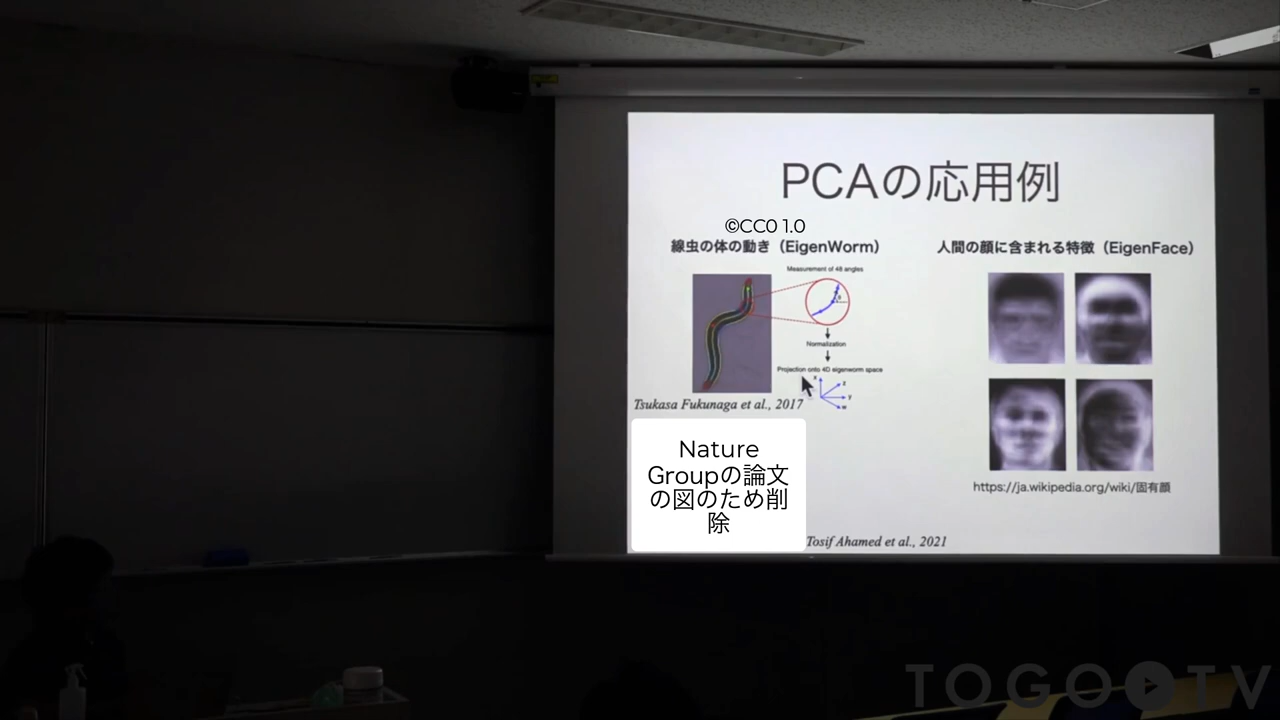 PCAの応用例
©CC0 1.0
線虫の体の動き（EigenWorm）
Measurement of 48 angles
θ
Normalization
Projection onto 4D eigenworm space
x
z
y
w
Tsukasa Fukunaga et al., 2017
Nature
Groupの論文
の図のため削
除
Tosif Ahamed et al., 2021
人間の顔に含まれる特徴（EigenFace）
https://ja.wikipedia.org/wiki/固有顔
TOGO TV